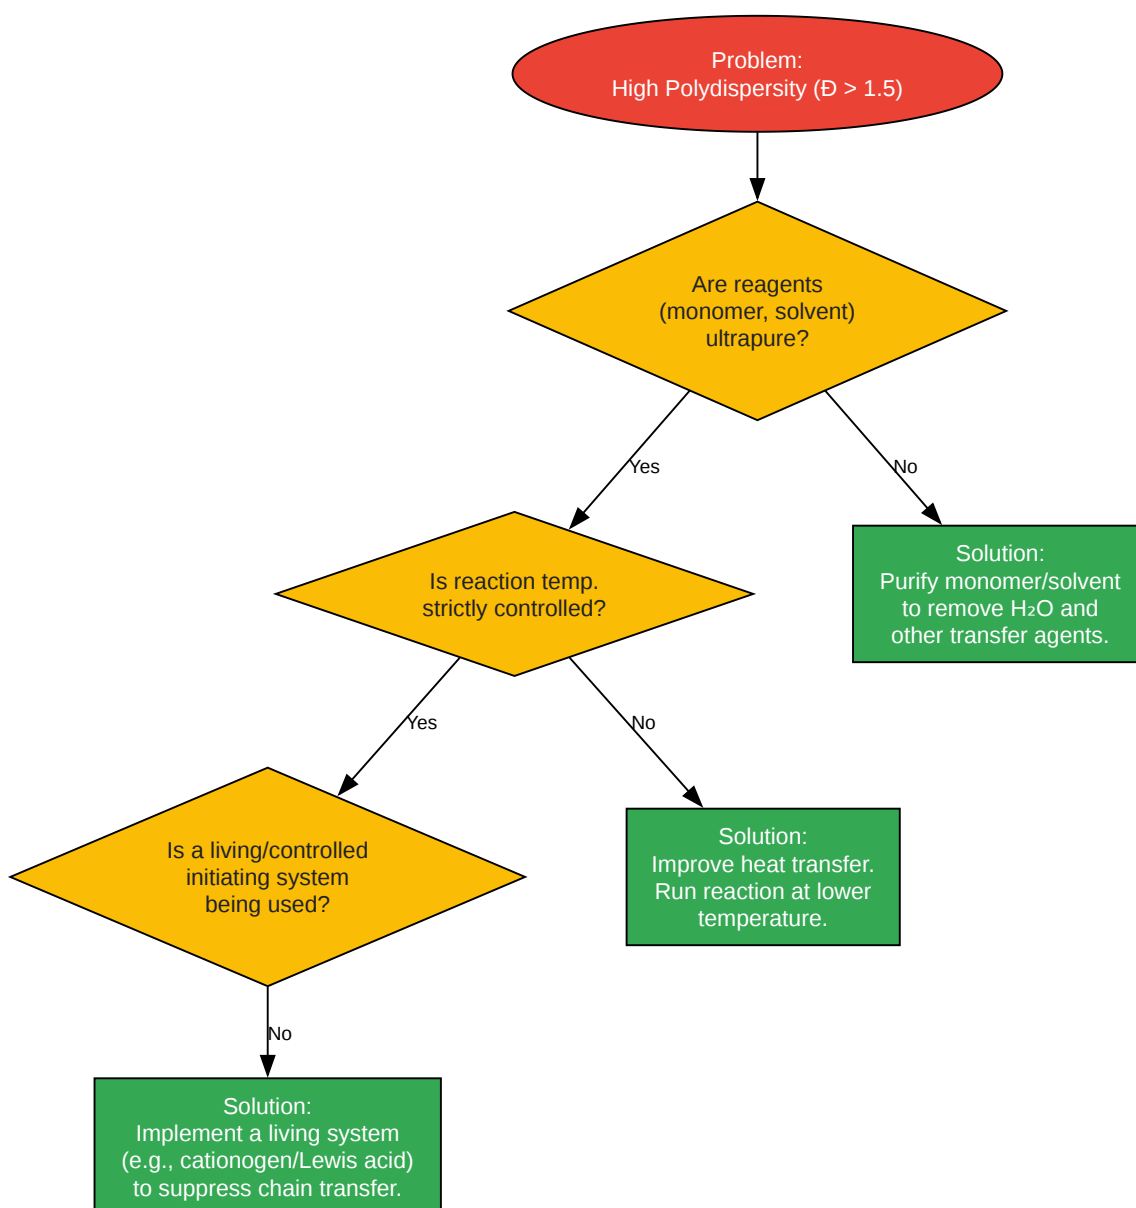 Problem:
High Polydispersity (Đ > 1.5)
Are reagents
(monomer, solvent)
ultrapure?
Yes
No
Is reaction temp.
strictly controlled?
Solution:
Purify monomer/solvent
to remove H₂O and
other transfer agents.
Yes
No
Is a living/controlled
initiating system
being used?
Solution:
Improve heat transfer.
Run reaction at lower
temperature.
No
Solution:
Implement a living system
(e.g., cationogen/Lewis acid)
to suppress chain transfer.